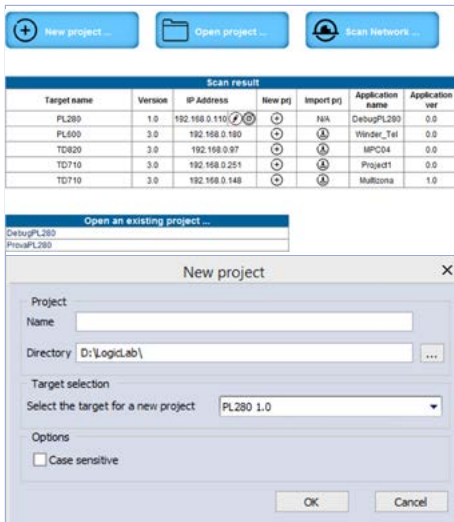 New project ...
Open project ...
Scan Network ...
Scan result
Target name Version IP Address New prj Import prj Application name Application ver
PL280 1.0 192.168.0.110 N/A DebugPL280 0.0
PL600 3.0 192.168.0.180 Winder_Tel 0.0
TD820 3.0 192.168.0.97 MPC04 0.0
TD710 3.0 192.168.0.251 Project1 0.0
TD710 3.0 192.168.0.148 Multizona 1.0
Open an existing project ...
DebugPL280
ProvaPL280
New project
Project
Name
Directory D:\LogicLab\ ...
Target selection
Select the target for a new project PL280 1.0
Options
Case sensitive
OK Cancel